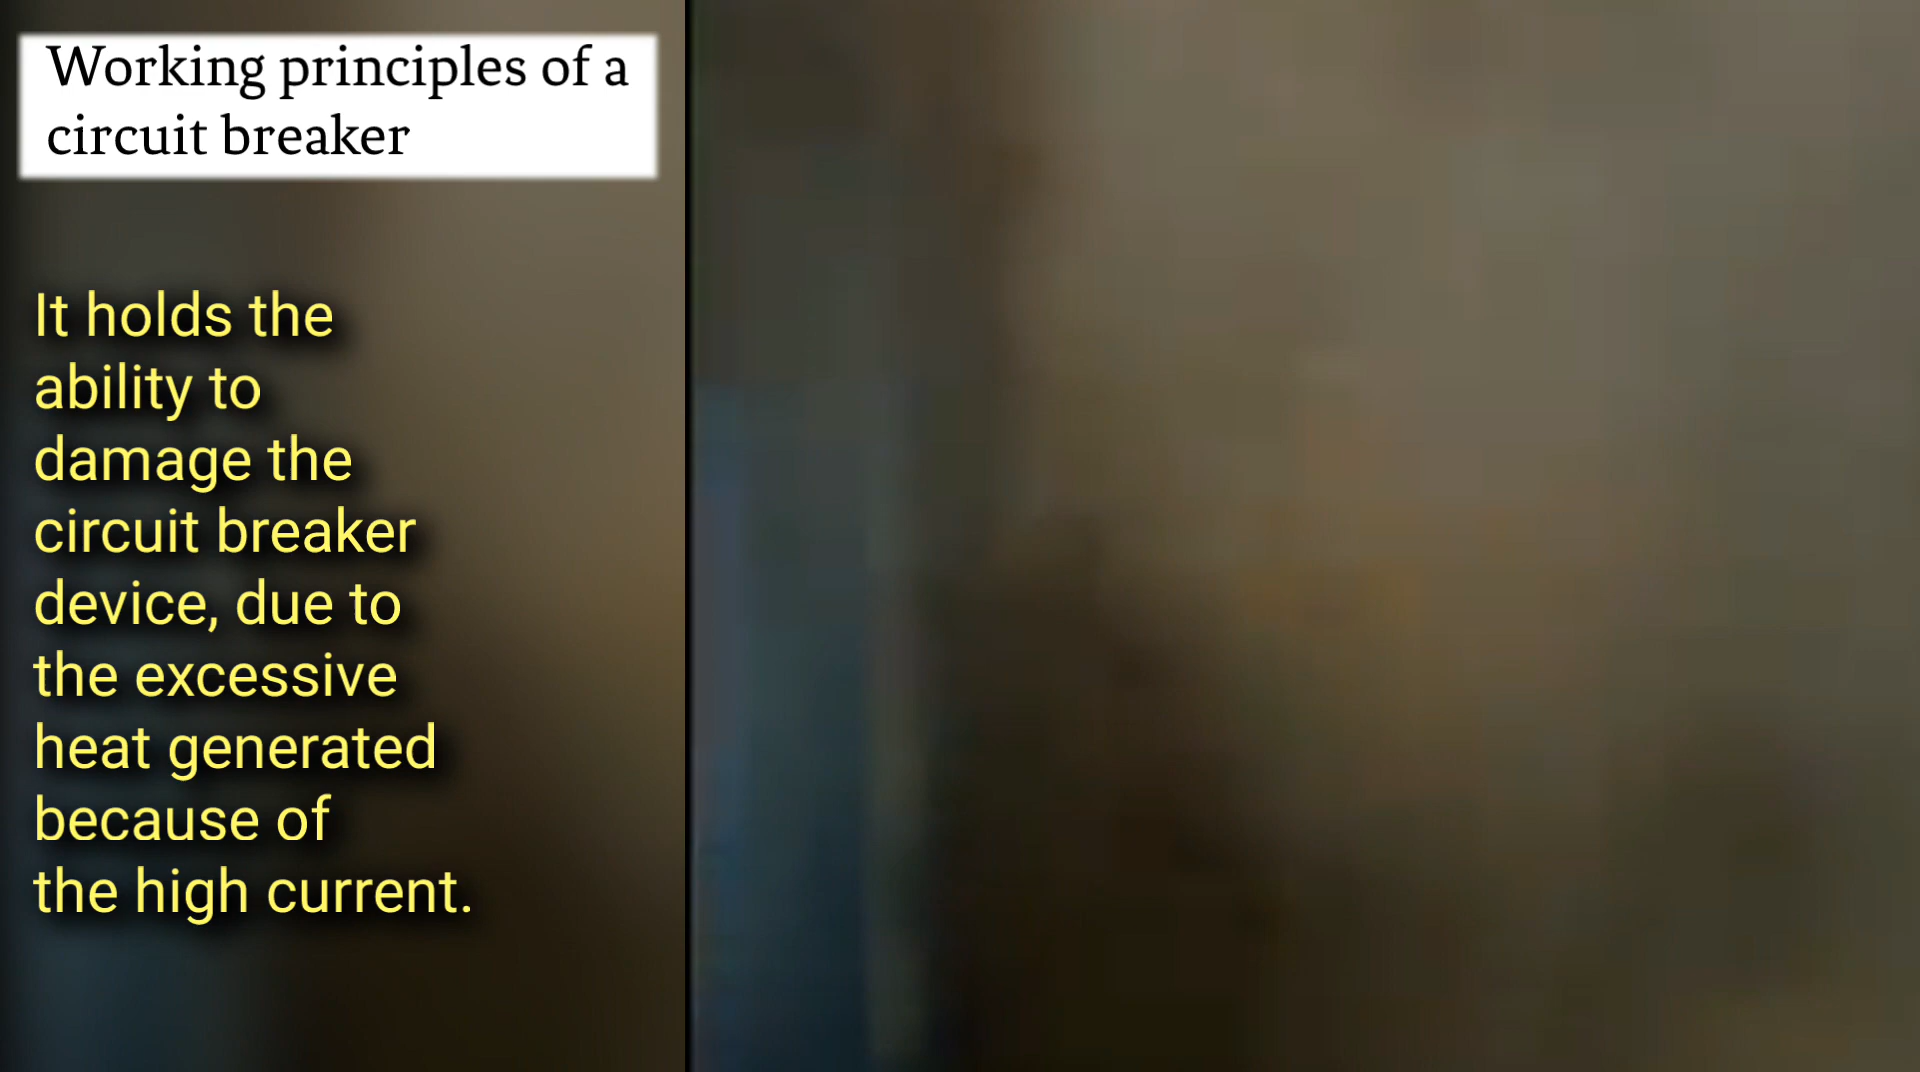 Working principles of a
circuit breaker
It holds the
ability to
damage the
circuit breaker
device, due to
the excessive
heat generated
because of
the high current.